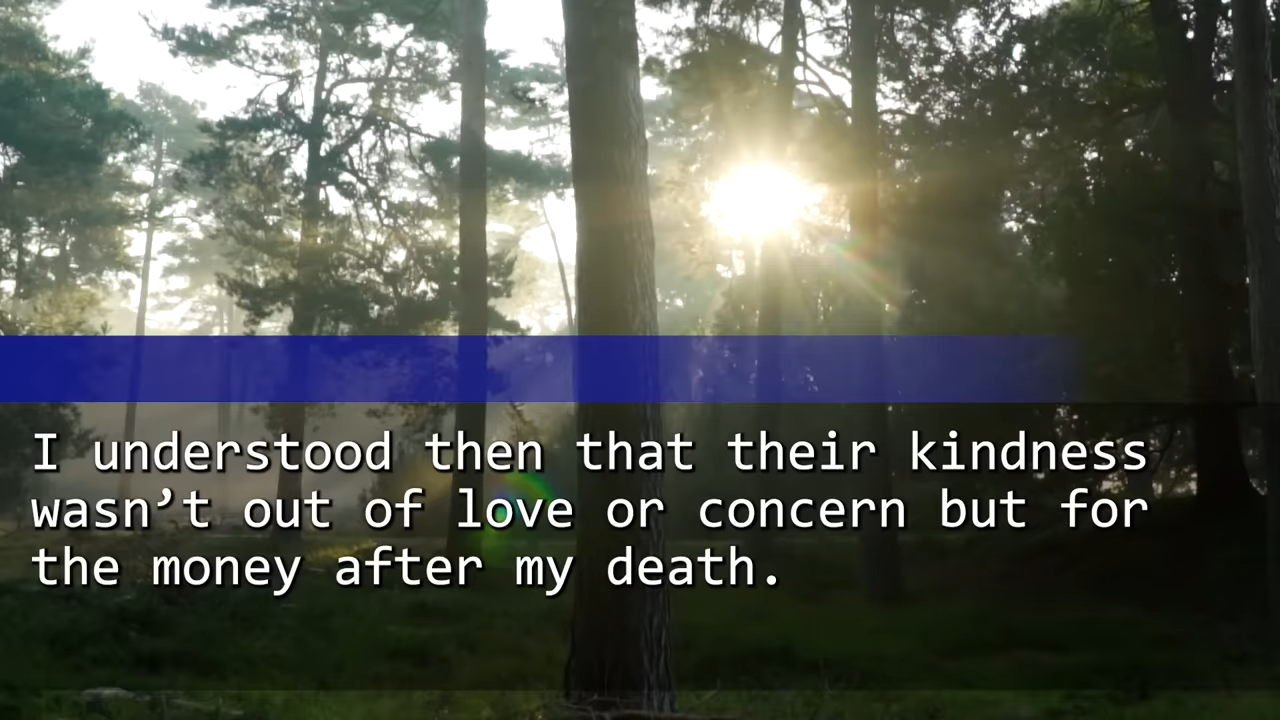 I understood then that their kindness
wasn’t out of love or concern but for
the money after my death.